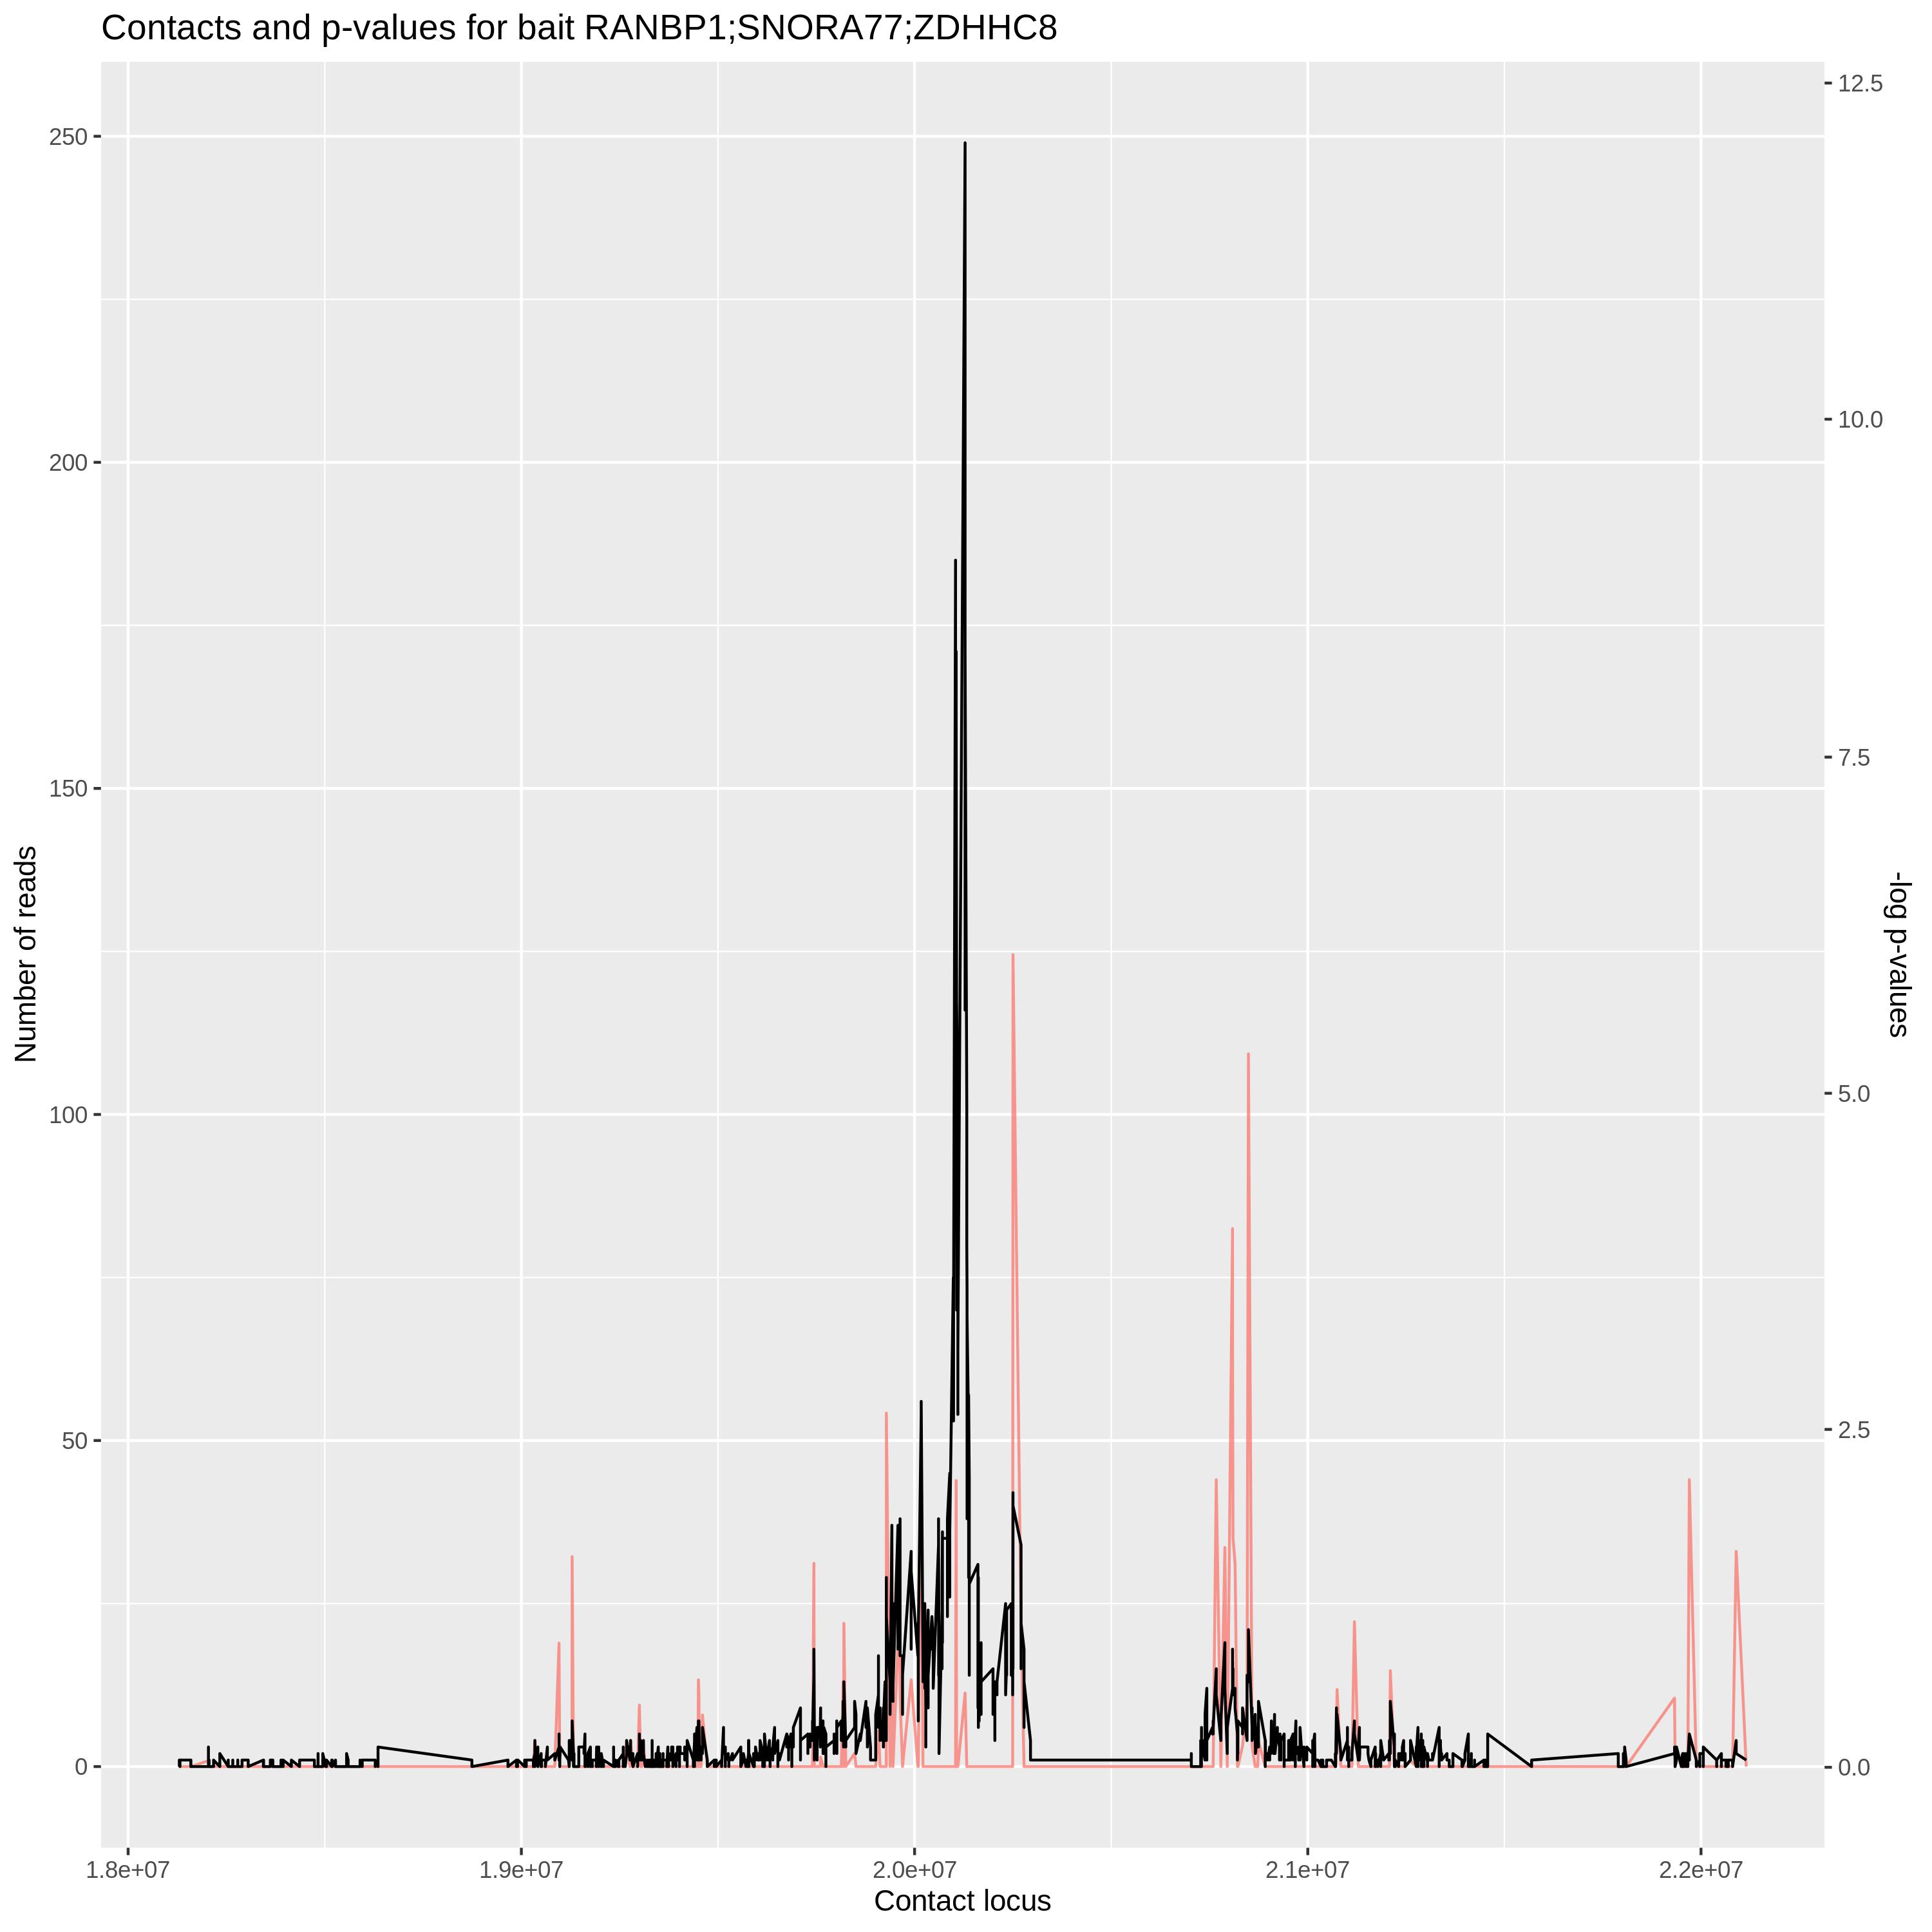 Contacts and p-values for bait RANBP1;SNORA77;ZDHHC8
12.5
250
10.0
200
7.5
150
Number of reads
-log p-values
5.0
100
2.5
50
0
0.0
1.8e+07
1.9e+07
2.0e+07
2.1e+07
2.2e+07
Contact locus